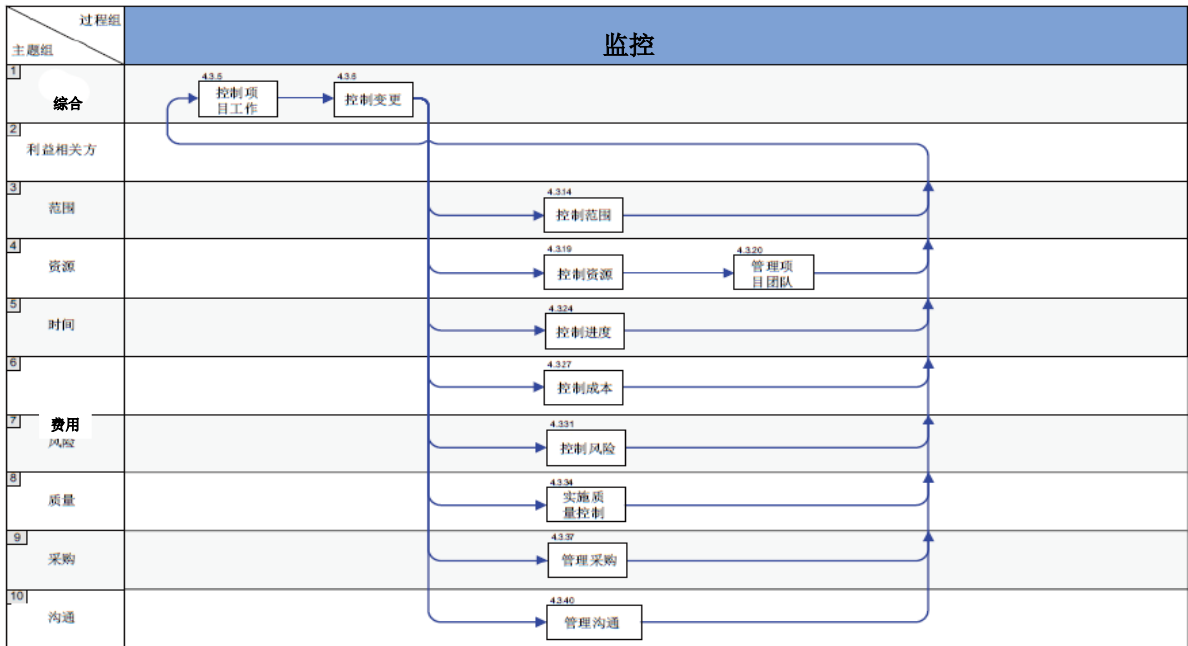 过程组
主题组
监控
1
综合
4.3.5
控制项
目工作
4.3.6
控制变更
2
利益相关方
3
范围
4.3.14
控制范围
4
资源
4.3.19
控制资源
4.3.20
管理项
目团队
5
时间
4.3.24
控制进度
6
4.3.27
控制成本
7
费用
风险
4.3.31
控制风险
8
质量
4.3.34
实施质
量控制
9
采购
4.3.37
管理采购
10
沟通
4.3.40
管理沟通